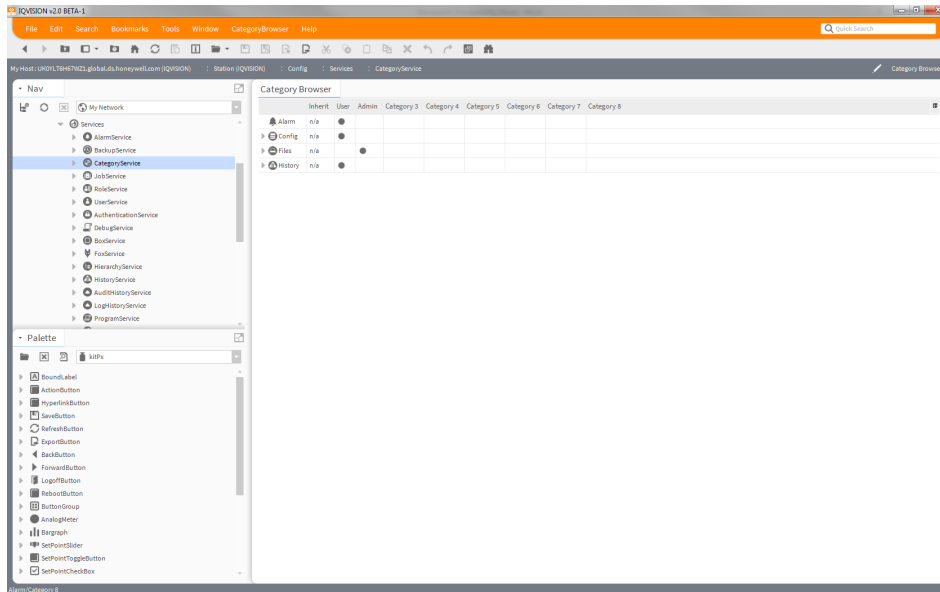 IQVISION v2.0 BETA-1
File Edit Search Bookmarks Tools Window CategoryBrowser Help
Quick Search
My Host : UK0YLT6H67WZ1.global.ds.honeywell.com (IQVISION) : Station (IQVISION) : Config : Services : CategoryService
Category Browse
Nav
My Network
Services
AlarmService
BackupService
CategoryService
JobService
RoleService
UserService
AuthenticationService
DebugService
BoxService
FoxService
HierarchyService
HistoryService
AuditHistoryService
LogHistoryService
ProgramService
Palette
kitPx
BoundLabel
ActionButton
HyperlinkButton
SaveButton
RefreshButton
ExportButton
BackButton
ForwardButton
LogoffButton
RebootButton
ButtonGroup
AnalogMeter
Bargraph
SetPointSlider
SetPointToggleButton
SetPointCheckBox
Category Browser
Inherit User Admin Category 3 Category 4 Category 5 Category 6 Category 7 Category 8
Alarm n/a
Config n/a
Files n/a
History n/a
Alarm/Category 8